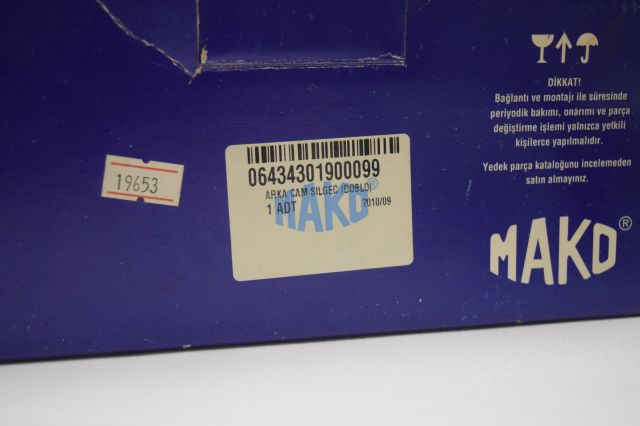 DİKKAT!
Bağlantı ve montajı ile süresinde
periyodik bakımı, onarımı ve parça
değiştirme işlemi yalnızca yetkili
kişilerce yapılmalıdır.
Yedek parça kataloğunu incelemeden
satın almayınız.
MAKO®
19653
06434301900099
ARKA CAM SILGEC (DOBLO)
1 ADT 2010/09
MAKO®